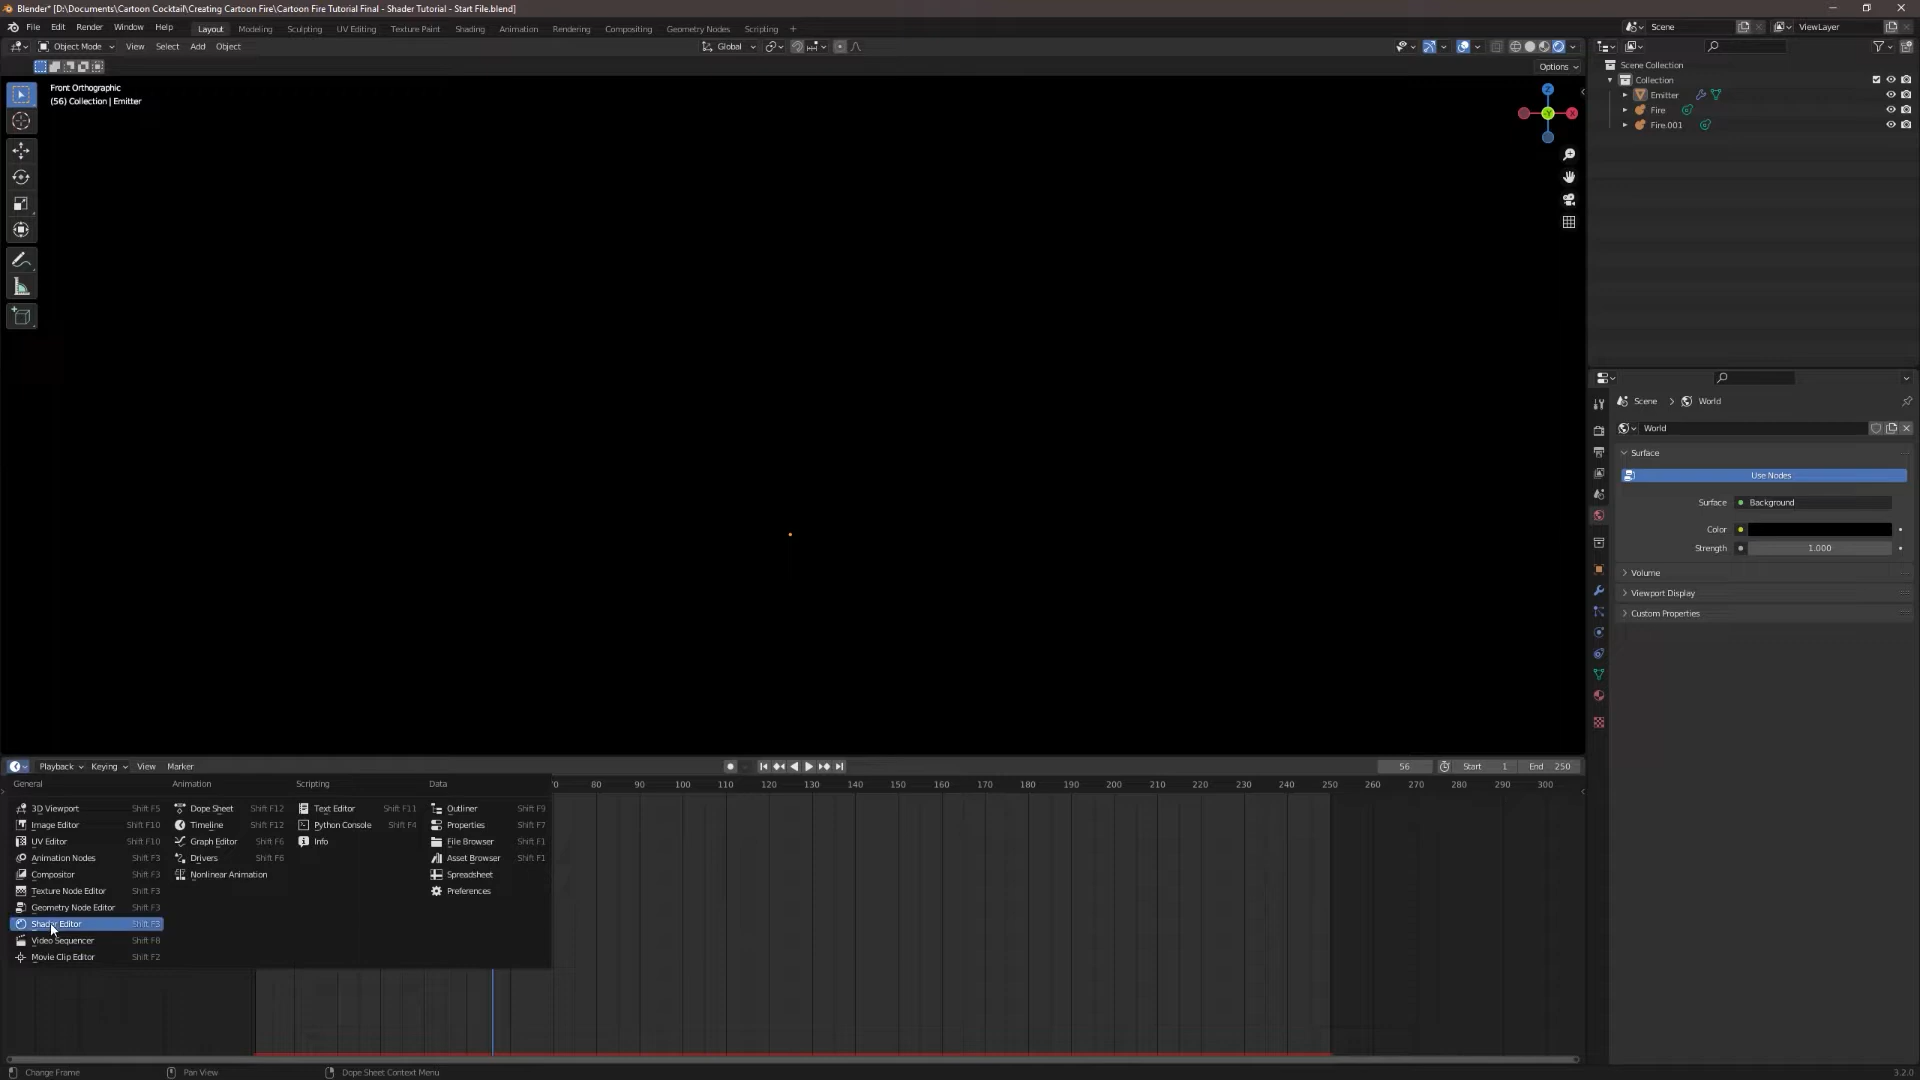 Blender* [D:\Documents\Cartoon Cocktail\Creating Cartoon Fire\Cartoon Fire Tutorial Final - Shader Tutorial - Start File.blend]
File Edit Render Window Help Layout Modeling Sculpting UV Editing Texture Paint Shading Animation Rendering Compositing Geometry Nodes Scripting + Scene ViewLayer
Object Mode View Select Add Object Global
Options
Front Orthographic
(56) Collection | Emitter
Z
Y
X
Scene Collection
Collection
Emitter
Fire
Fire.001
Scene > World
World
Surface
Use Nodes
Surface Background
Color
Strength 1.000
Volume
Viewport Display
Custom Properties
Playback Keying View Marker 56 Start 1 End 250
General Animation Scripting Data
70 80 90 100 110 120 130 140 150 160 170 180 190 200 210 220 230 240 250 260 270 280 290 300
3D Viewport Shift F5 Dope Sheet Shift F12 Text Editor Shift F11 Outliner Shift F9
Image Editor Shift F10 Timeline Shift F12 Python Console Shift F4 Properties Shift F7
UV Editor Shift F10 Graph Editor Shift F6 Info File Browser Shift F1
Animation Nodes Shift F3 Drivers Shift F6 Asset Browser Shift F1
Compositor Shift F3 Nonlinear Animation Spreadsheet
Texture Node Editor Shift F3 Preferences
Geometry Node Editor Shift F3
Shader Editor Shift F3
Video Sequencer Shift F8
Movie Clip Editor Shift F2
Change Frame Pan View Dope Sheet Context Menu 3.2.0